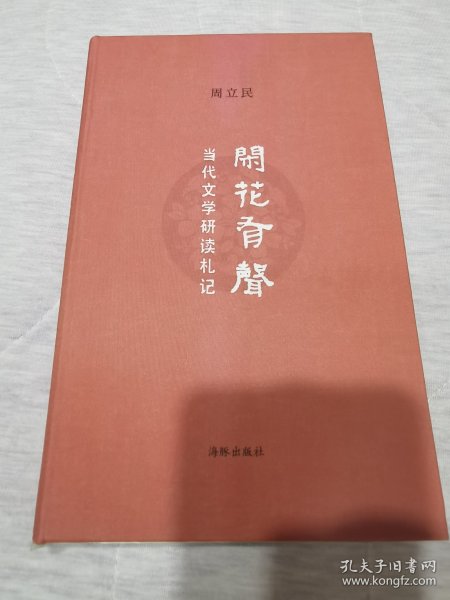 周立民
閑花有聲
当代文学研读札记
海豚出版社
孔夫子旧书网
www.kongfz.com